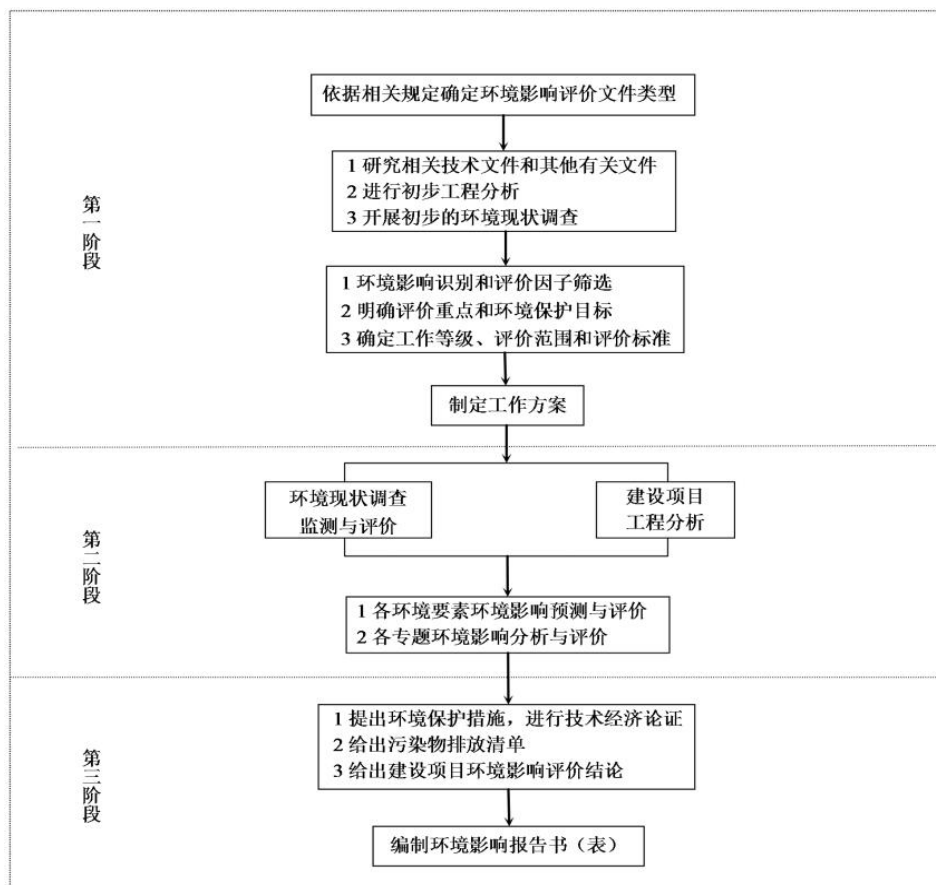 依据相关规定确定环境影响评价文件类型
第一阶段
1 研究相关技术文件和其他有关文件
2 进行初步工程分析
3 开展初步的环境现状调查
1 环境影响识别和评价因子筛选
2 明确评价重点和环境保护目标
3 确定工作等级、评价范围和评价标准
制定工作方案
第二阶段
环境现状调查
监测与评价
建设项目
工程分析
1 各环境要素环境影响预测与评价
2 各专题环境影响分析与评价
第三阶段
1 提出环境保护措施，进行技术经济论证
2 给出污染物排放清单
3 给出建设项目环境影响评价结论
编制环境影响报告书（表）